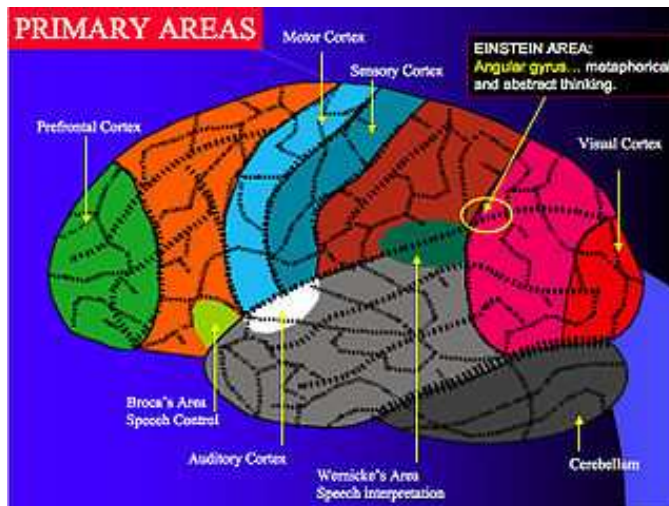 PRIMARY AREAS
Motor Cortex
Sensory Cortex
EINSTEIN AREA:
Angular gyrus... metaphorical
and abstract thinking.
Prefrontal Cortex
Visual Cortex
Broca's Area
Speech Control
Auditory Cortex
Wernicke's Area
Speech interpretation
Cerebellum